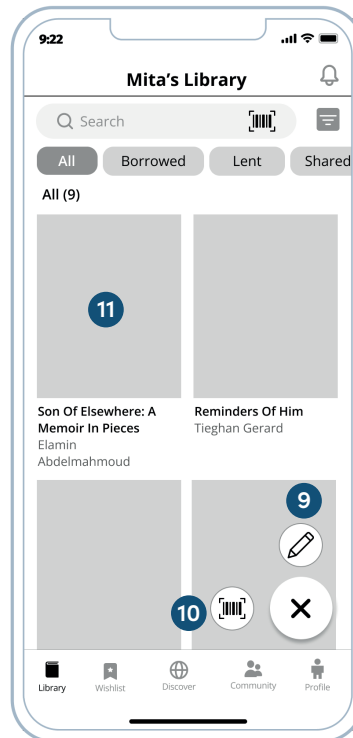 9:22
Mita's Library
Search
All Borrowed Lent Shared
All (9)
11
Son Of Elsewhere: A
Memoir In Pieces
Elamin
Abdelmahmoud
Reminders Of Him
Tieghan Gerard
9
10
Library Wishlist Discover Community Profile